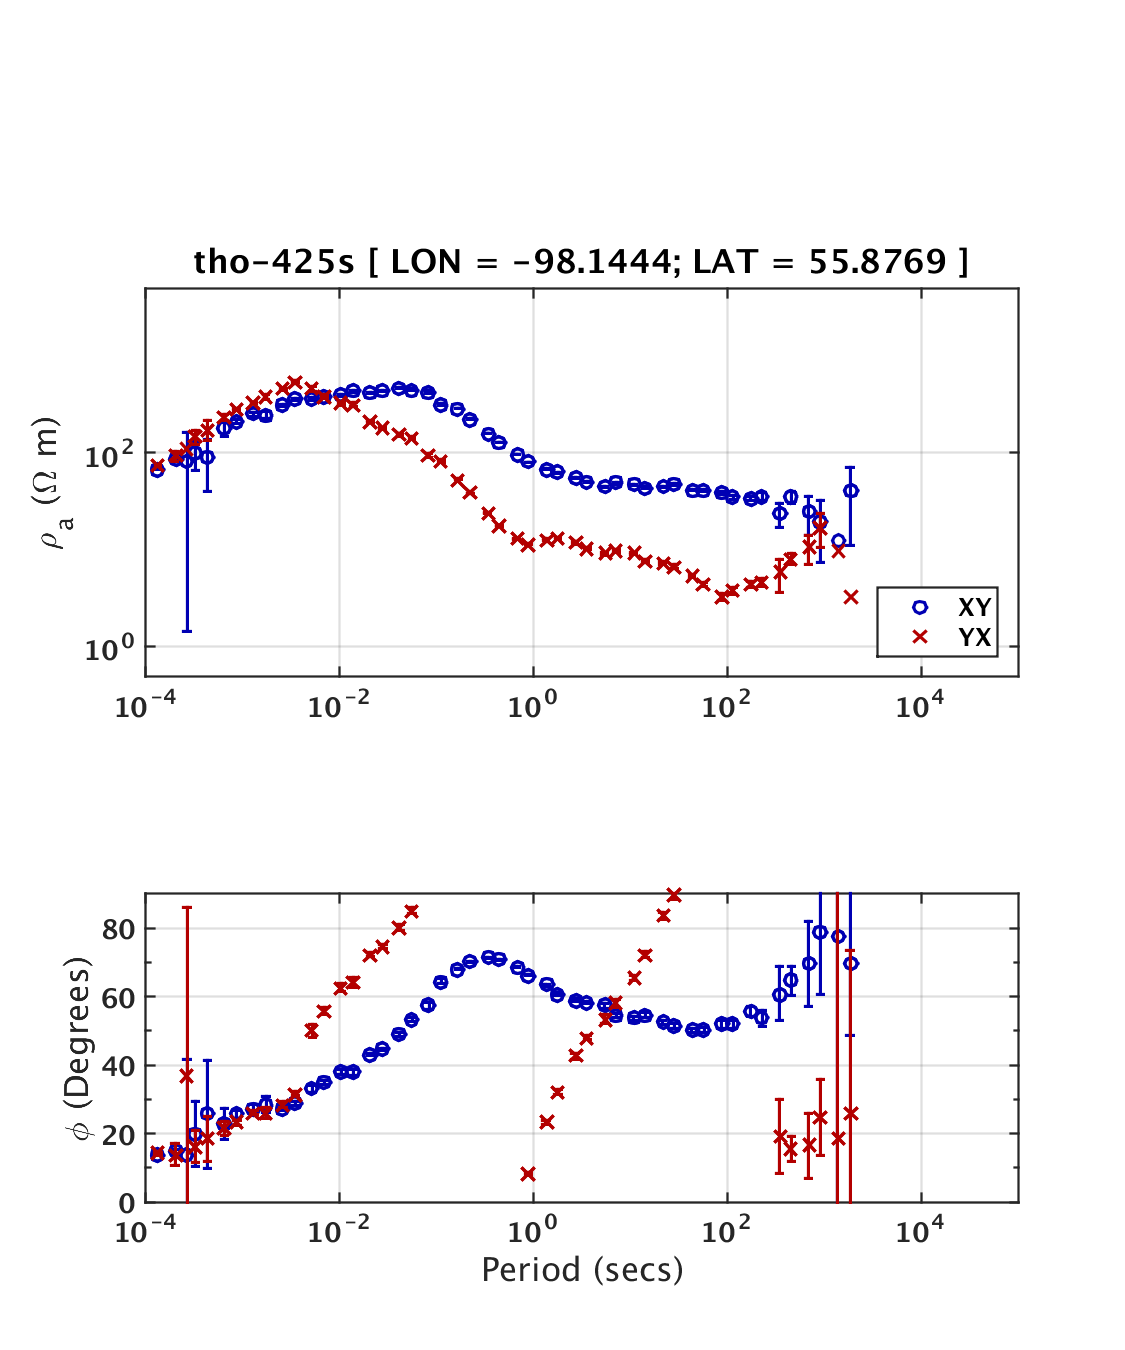 tho-425s [ LON = -98.1444; LAT = 55.8769 ]
ρa (Ω m)
10^2
10^0
XY
YX
10^-4 10^-2 10^0 10^2 10^4
ϕ (Degrees)
80
60
40
20
0
10^-4 10^-2 10^0 10^2 10^4
Period (secs)